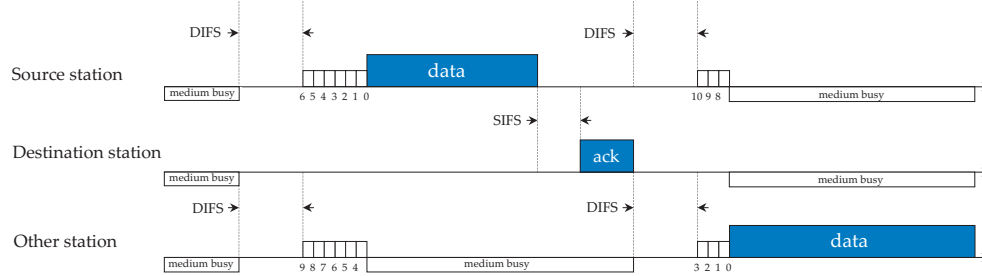 DIFS DIFS
Source station data
medium busy 6 5 4 3 2 1 0 10 9 8 medium busy
SIFS
Destination station ack
medium busy medium busy
DIFS DIFS
Other station data
medium busy 9 8 7 6 5 4 medium busy 3 2 1 0